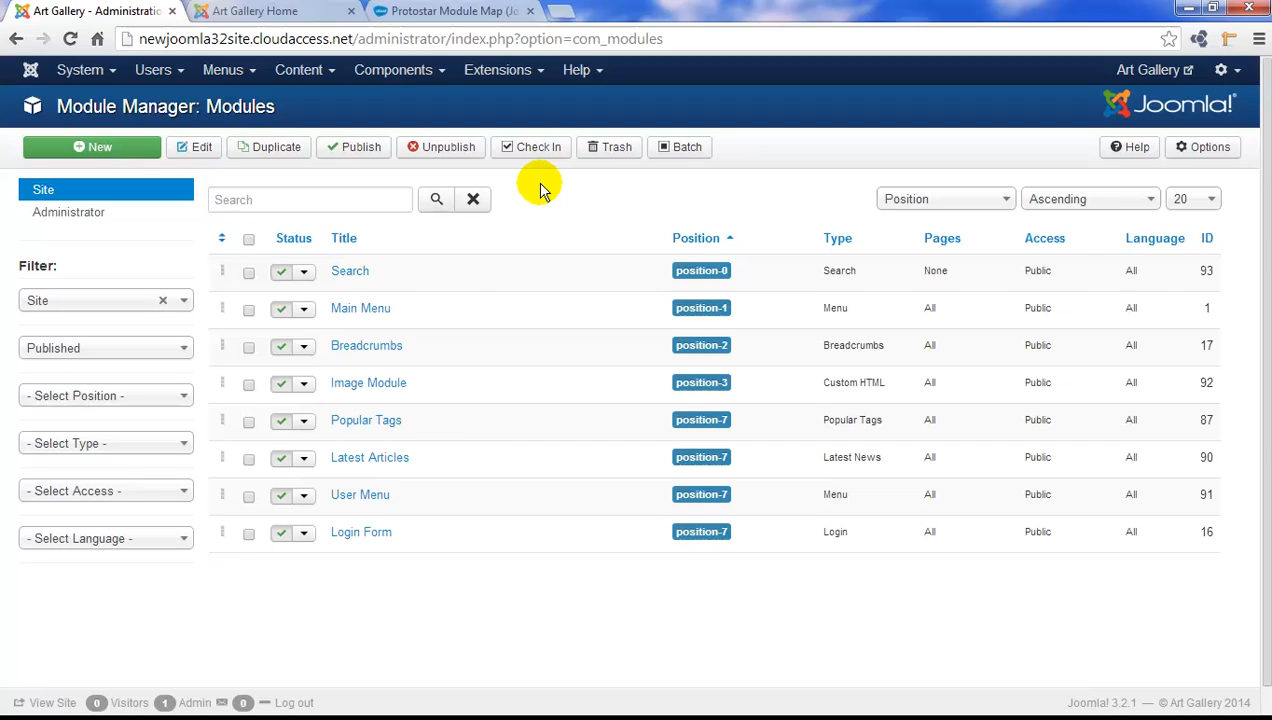 Art Gallery - Administratio
Art Gallery Home
Protostar Module Map (Jo
newjoomla32site.cloudaccess.net/administrator/index.php?option=com_modules
System Users Menus Content Components Extensions Help Art Gallery
Module Manager: Modules Joomla!®
New Edit Duplicate Publish Unpublish Check In Trash Batch Help Options
Site
Administrator
Filter:
Site
Published
- Select Position -
- Select Type -
- Select Access -
- Select Language -
Search Position Ascending 20
Status Title Position Type Pages Access Language ID
Search position-0 Search None Public All 93
Main Menu position-1 Menu All Public All 1
Breadcrumbs position-2 Breadcrumbs All Public All 17
Image Module position-3 Custom HTML All Public All 92
Popular Tags position-7 Popular Tags All Public All 87
Latest Articles position-7 Latest News All Public All 90
User Menu position-7 Menu All Public All 91
Login Form position-7 Login All Public All 16
View Site 0 Visitors 1 Admin 0 Log out Joomla! 3.2.1 — © Art Gallery 2014